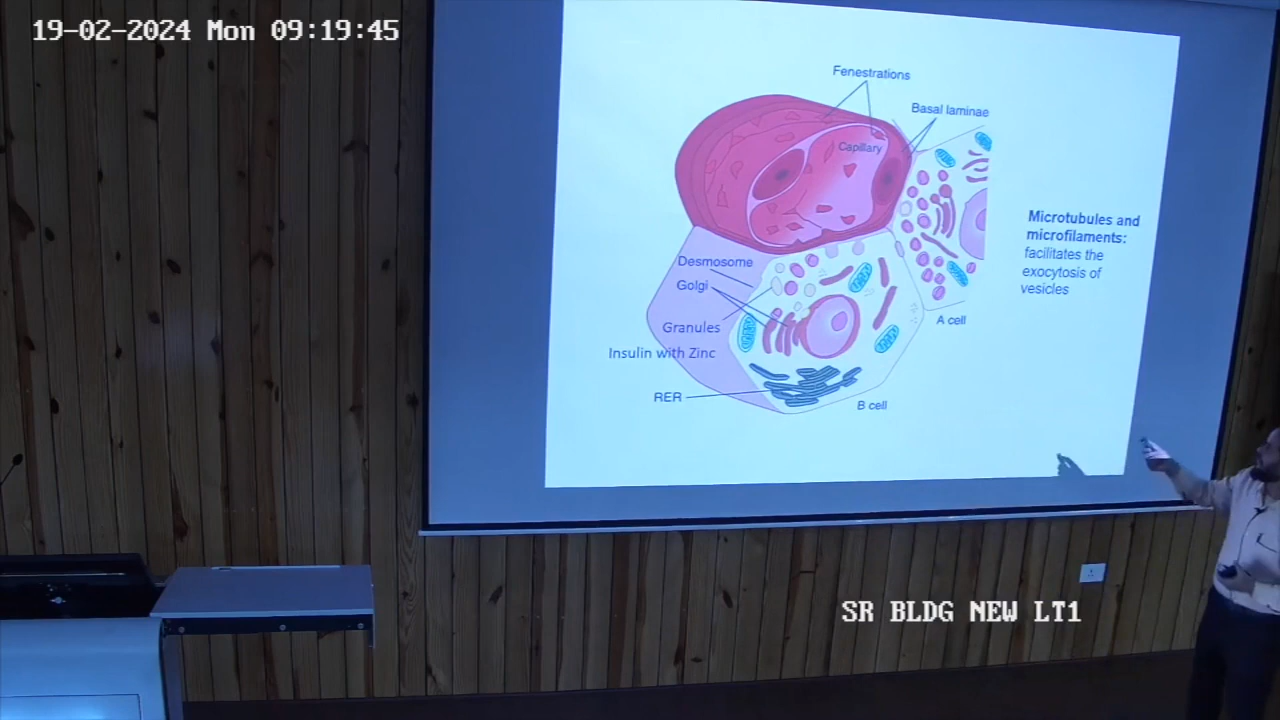 19-02-2024 Mon 09:19:45
Fenestrations
Basal laminae
Capillary
Microtubules and
microfilaments:
facilitates the
exocytosis of
vesicles
Desmosome
Golgi
Granules
A cell
Insulin with Zinc
RER
B cell
SR BLDG NEW LT1